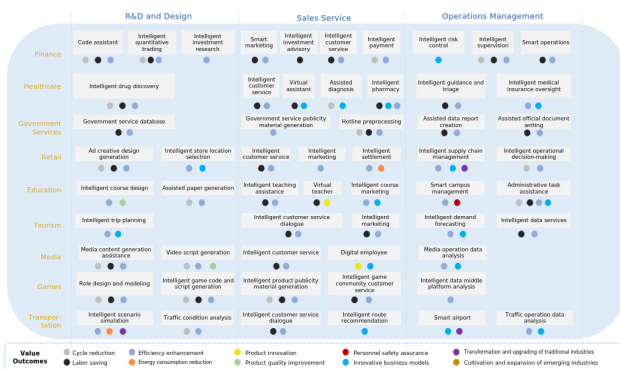 R&D and Design
Sales Service
Operations Management
Finance
Code assistant
Intelligent
quantitative
trading
Intelligent
investment
research
Smart
marketing
Intelligent
investment
advisory
Intelligent
customer
service
Intelligent
payment
Intelligent risk
control
Intelligent
supervision
Smart operations
Healthcare
Intelligent drug discovery
Intelligent
customer
service
Virtual
assistant
Assisted
diagnosis
Intelligent
pharmacy
Intelligent guidance and
triage
Intelligent medical
insurance oversight
Government
Services
Government service database
Government service publicity
material generation
Hotline preprocessing
Assisted data report
creation
Assisted official document
writing
Retail
Ad creative design
generation
Intelligent store location
selection
Intelligent
customer service
Intelligent
marketing
Intelligent
settlement
Intelligent supply chain
management
Intelligent operational
decision-making
Education
Intelligent course design
Assisted paper generation
Intelligent teaching
assistance
Virtual
teacher
Intelligent course
marketing
Smart campus
management
Administrative task
assistance
Tourism
Intelligent trip planning
Intelligent customer service
dialogue
Intelligent
marketing
Intelligent demand
forecasting
Intelligent data services
Media
Media content generation
assistance
Video script generation
Intelligent customer service
Digital employee
Media operation data
analysis
Games
Role design and modeling
Intelligent game code and
script generation
Intelligent product publicity
material generation
Intelligent game
community customer
service
Intelligent data middle
platform analysis
Transpor-
tation
Intelligent scenario
simulation
Traffic condition analysis
Intelligent customer service
dialogue
Intelligent route
recommendation
Smart airport
Traffic operation data
analysis
Value
Outcomes
Cycle reduction
Efficiency enhancement
Product innovation
Personnel safety assurance
Transformation and upgrading of traditional industries
Labor saving
Energy consumption reduction
Product quality improvement
Innovative business models
Cultivation and expansion of emerging industries